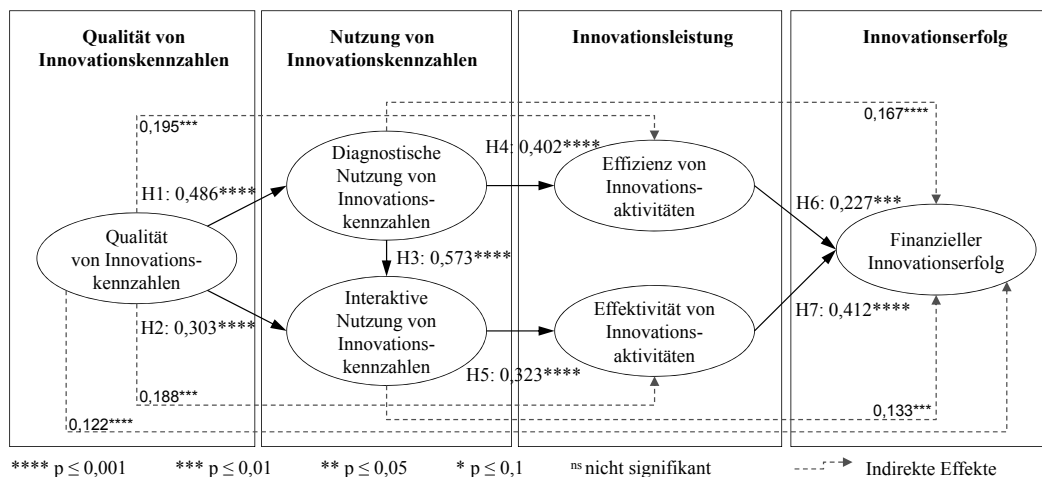 Qualität von
Innovationskennzahlen
Nutzung von
Innovationskennzahlen
Innovationsleistung
Innovationserfolg
0,195***
0,167****
Diagnostische
Nutzung von
Innovations-
kennzahlen
H4: 0,402****
Effizienz von
Innovations-
aktivitäten
H1: 0,486****
H6: 0,227***
Qualität
von Innovations-
kennzahlen
H3: 0,573****
Finanzieller
Innovationserfolg
H2: 0,303****
Interaktive
Nutzung von
Innovations-
kennzahlen
Effektivität von
Innovations-
aktivitäten
H7: 0,412****
H5: 0,323****
0,188***
0,122****
0,133***
**** p ≤ 0,001 *** p ≤ 0,01 ** p ≤ 0,05 * p ≤ 0,1 ns nicht signifikant Indirekte Effekte